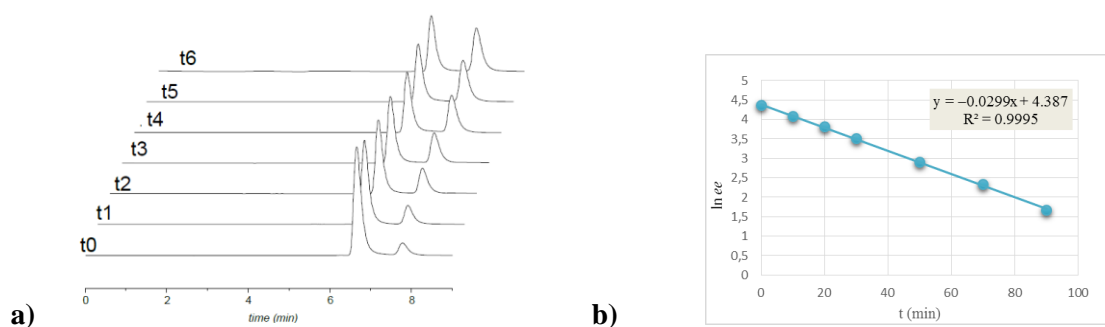 t6
t5
. t4
t3
t2
t1
t0
0 2 4 6 8
time (min)
a)
b)
5
4,5
4
3,5
3
2,5
2
1,5
1
0,5
0
ln ee
y = –0.0299x + 4.387
R² = 0.9995
0 20 40 60 80 100
t (min)